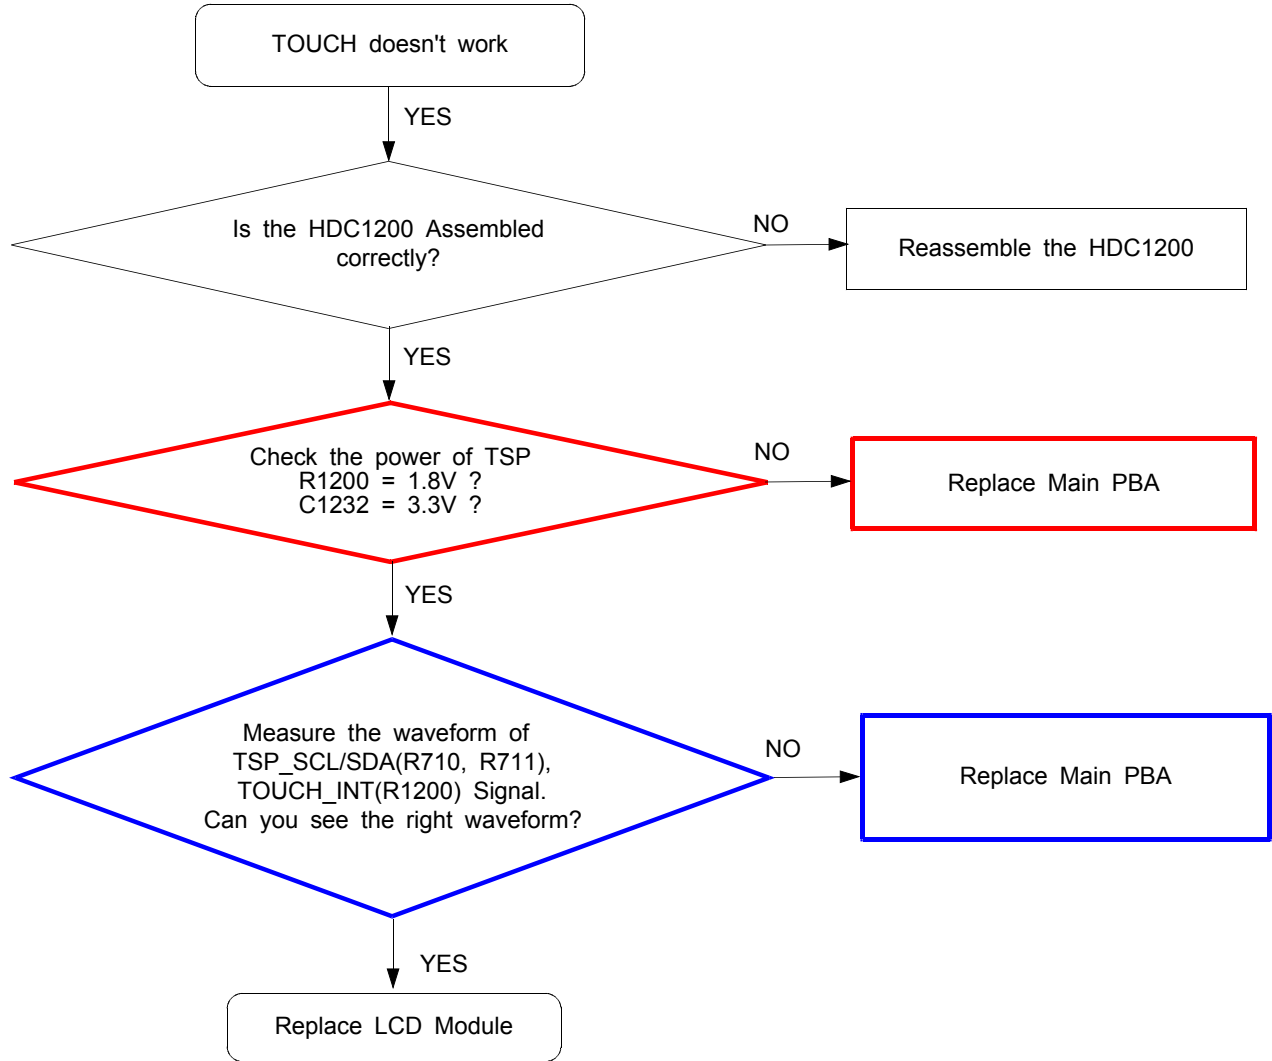 TOUCH doesn't work
YES
Is the HDC1200 Assembled
correctly?
NO
Reassemble the HDC1200
YES
Check the power of TSP
R1200 = 1.8V ?
C1232 = 3.3V ?
NO
Replace Main PBA
YES
Measure the waveform of
TSP_SCL/SDA(R710, R711),
TOUCH_INT(R1200) Signal.
Can you see the right waveform?
NO
Replace Main PBA
YES
Replace LCD Module